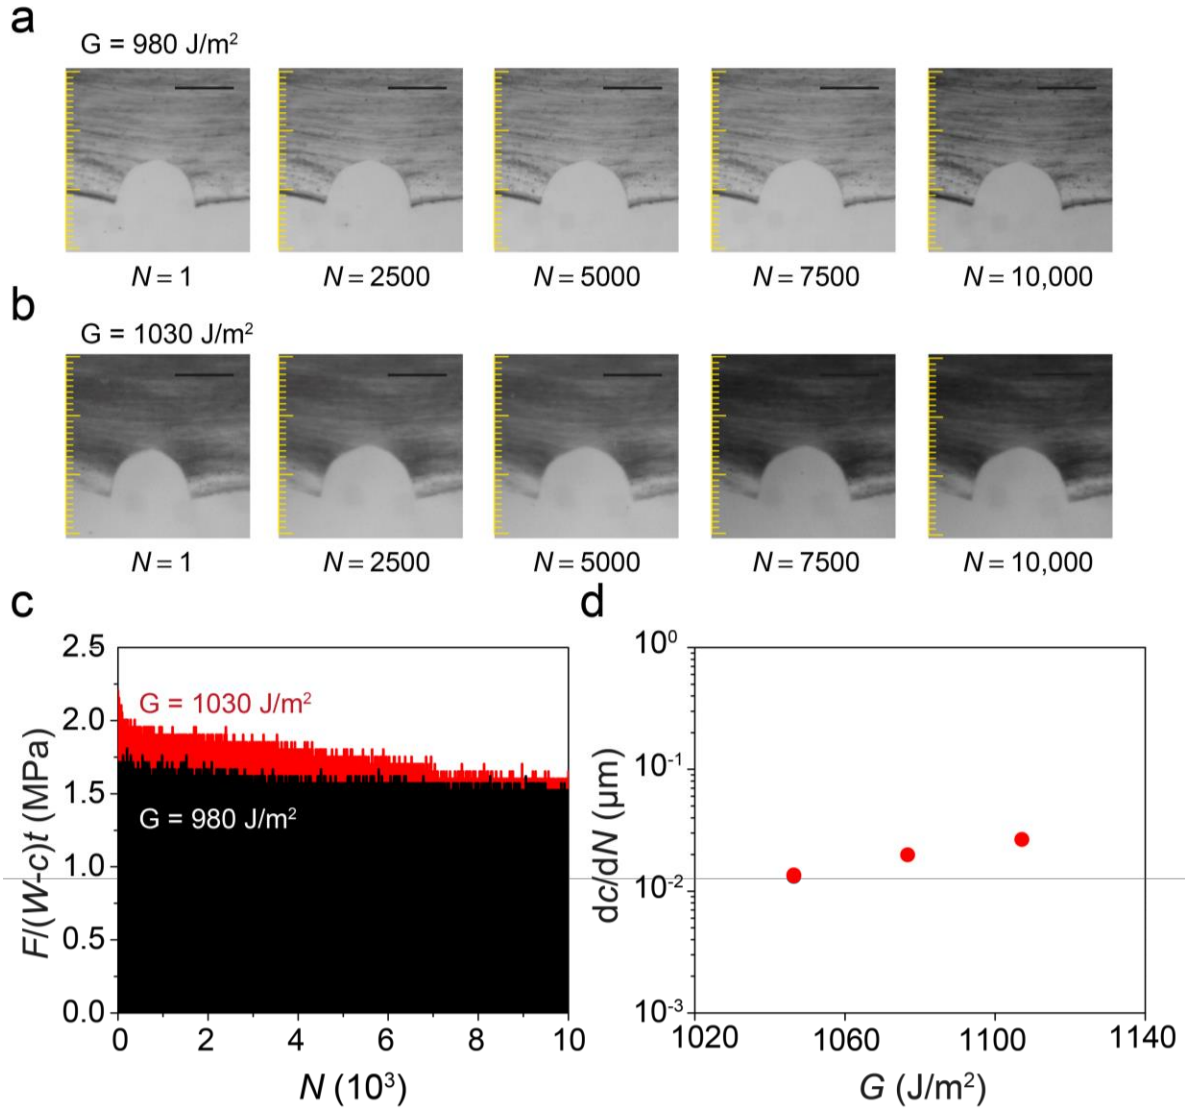 a
G = 980 J/m²
N = 1
N = 2500
N = 5000
N = 7500
N = 10,000
b
G = 1030 J/m²
N = 1
N = 2500
N = 5000
N = 7500
N = 10,000
c
2.5
2.0
1.5
1.0
0.5
0.0
F/(W-c)t (MPa)
G = 1030 J/m²
G = 980 J/m²
0 2 4 6 8 10
N (10³)
d
10⁰
10⁻¹
10⁻²
10⁻³
dc/dN (μm)
1020 1060 1100 1140
G (J/m²)